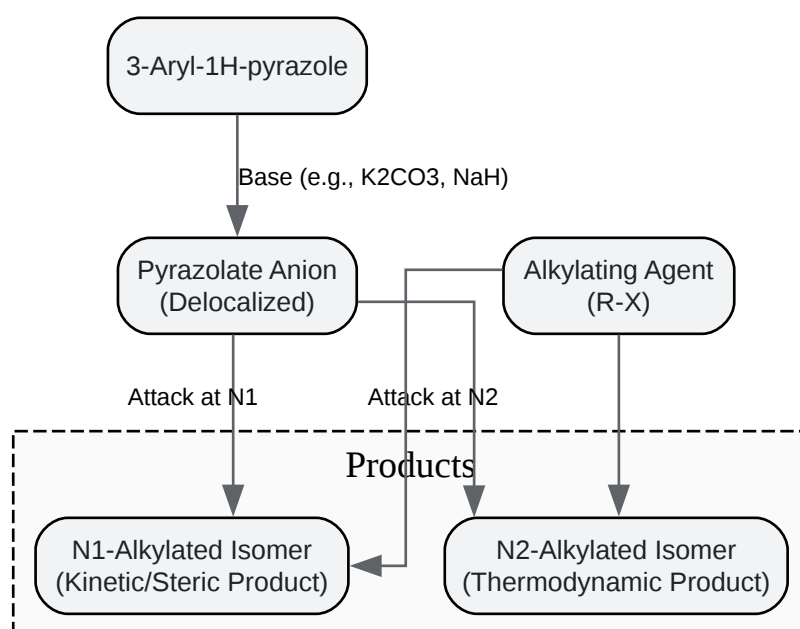 3-Aryl-1H-pyrazole
Base (e.g., K2CO3, NaH)
Pyrazolate Anion
(Delocalized)
Alkylating Agent
(R-X)
Attack at N1
Attack at N2
Products
N1-Alkylated Isomer
(Kinetic/Steric Product)
N2-Alkylated Isomer
(Thermodynamic Product)